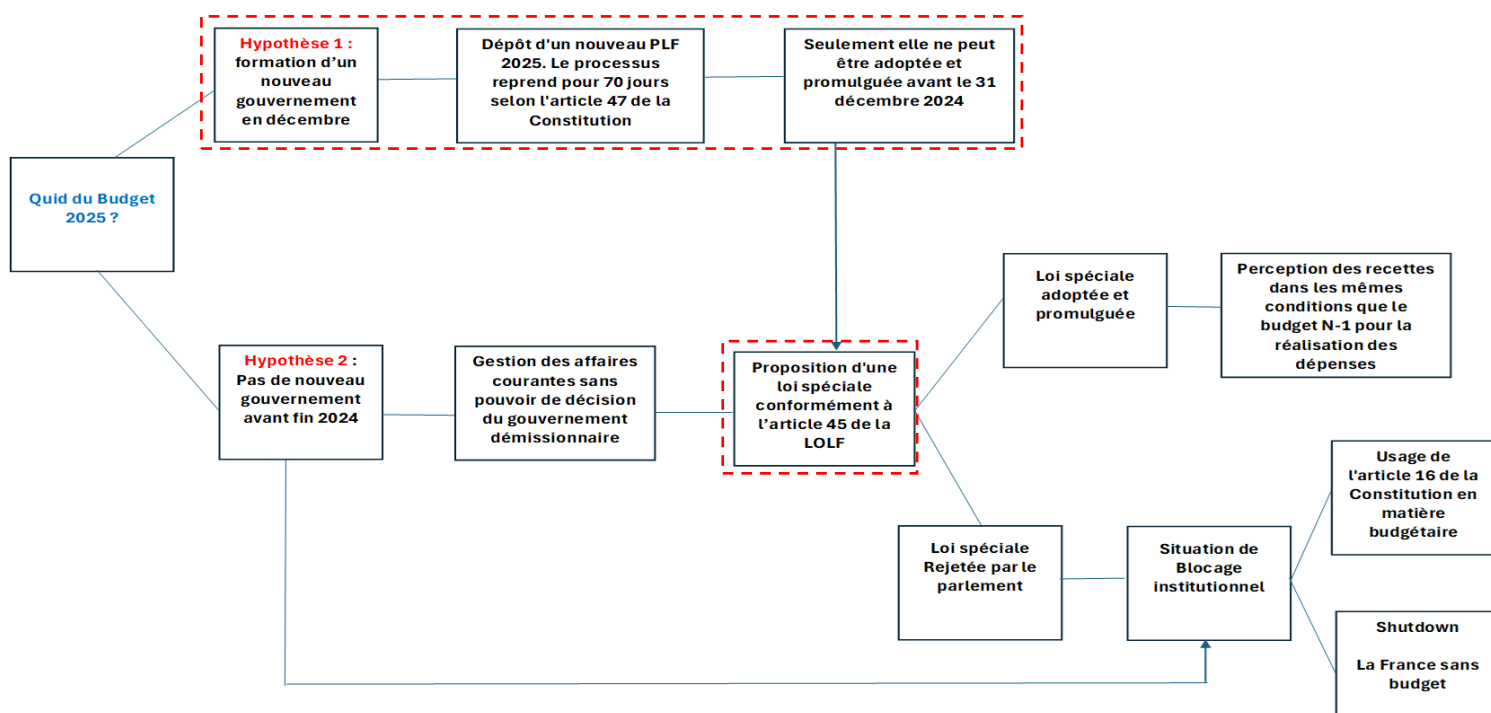 Hypothèse 1 :
formation d'un
nouveau
gouvernement
en décembre
Dépôt d'un nouveau PLF
2025. Le processus
reprend pour 70 jours
selon l'article 47 de la
Constitution
Seulement elle ne peut
être adoptée et
promulguée avant le 31
décembre 2024
Quid du Budget
2025 ?
Loi spéciale
adoptée et
promulguée
Perception des recettes
dans les mêmes
conditions que le
budget N-1 pour la
réalisation des
dépenses
Hypothèse 2 :
Pas de nouveau
gouvernement
avant fin 2024
Gestion des affaires
courantes sans
pouvoir de décision
du gouvernement
démissionnaire
Proposition d'une
loi spéciale
conformément à
l'article 45 de la
LOLF
Loi spéciale
Rejetée par le
parlement
Situation de
Blocage
institutionnel
Usage de
l'article 16 de la
Constitution en
matière
budgétaire
Shutdown
La France sans
budget